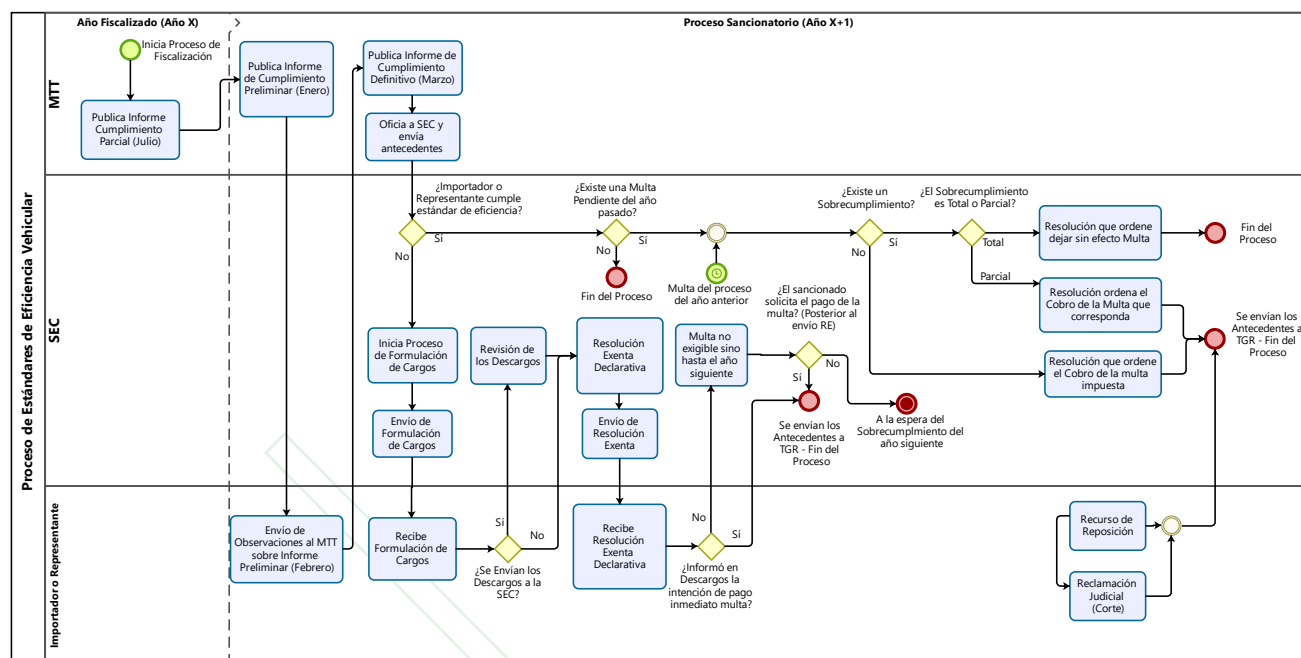 Año Fiscalizado (Año X)
Proceso Sancionatorio (Año X+1)
Proceso de Estándares de Eficiencia Vehicular
MTT
Inicia Proceso de
Fiscalización
Publica Informe
Cumplimiento
Parcial (Julio)
Publica Informe
de Cumplimiento
Preliminar (Enero)
Publica Informe de
Cumplimiento
Definitivo (Marzo)
Oficia a SEC y
envía
antecedentes
SEC
¿Importador o
Representante cumple
estándar de eficiencia?
Sí
No
¿Existe una Multa
Pendiente del año
pasado?
Sí
No
Fin del Proceso
Multa del proceso
del año anterior
¿Existe un
Sobrecumplimiento?
Sí
No
¿El Sobrecumplimiento
es Total o Parcial?
Total
Parcial
Resolución que ordene
dejar sin efecto Multa
Fin del
Proceso
Resolución ordena el
Cobro de la Multa que
corresponda
Resolución que ordene
el Cobro de la multa
impuesta
Se envían los
Antecedentes a
TGR - Fin del
Proceso
Inicia Proceso
de Formulación
de Cargos
Envío de
Formulación
de Cargos
Revisión de
los Descargos
Resolución
Exenta
Declarativa
Envío de
Resolución
Exenta
Multa no
exigible sino
hasta el año
siguiente
¿El sancionado
solicita el pago de la
multa? (Posterior al
envío RE)
Sí
No
Se envían los
Antecedentes a
TGR - Fin del
Proceso
A la espera del
Sobrecumplmiento del
año siguiente
Importador o Representante
Envío de
Observaciones al MTT
sobre Informe
Preliminar (Febrero)
Recibe
Formulación de
Cargos
Sí
No
¿Se Envían los
Descargos a la
SEC?
Recibe
Resolución
Exenta
Declarativa
No
Sí
¿Informó en
Descargos la
intención de pago
inmediato multa?
Recurso de
Reposición
Reclamación
Judicial
(Corte)